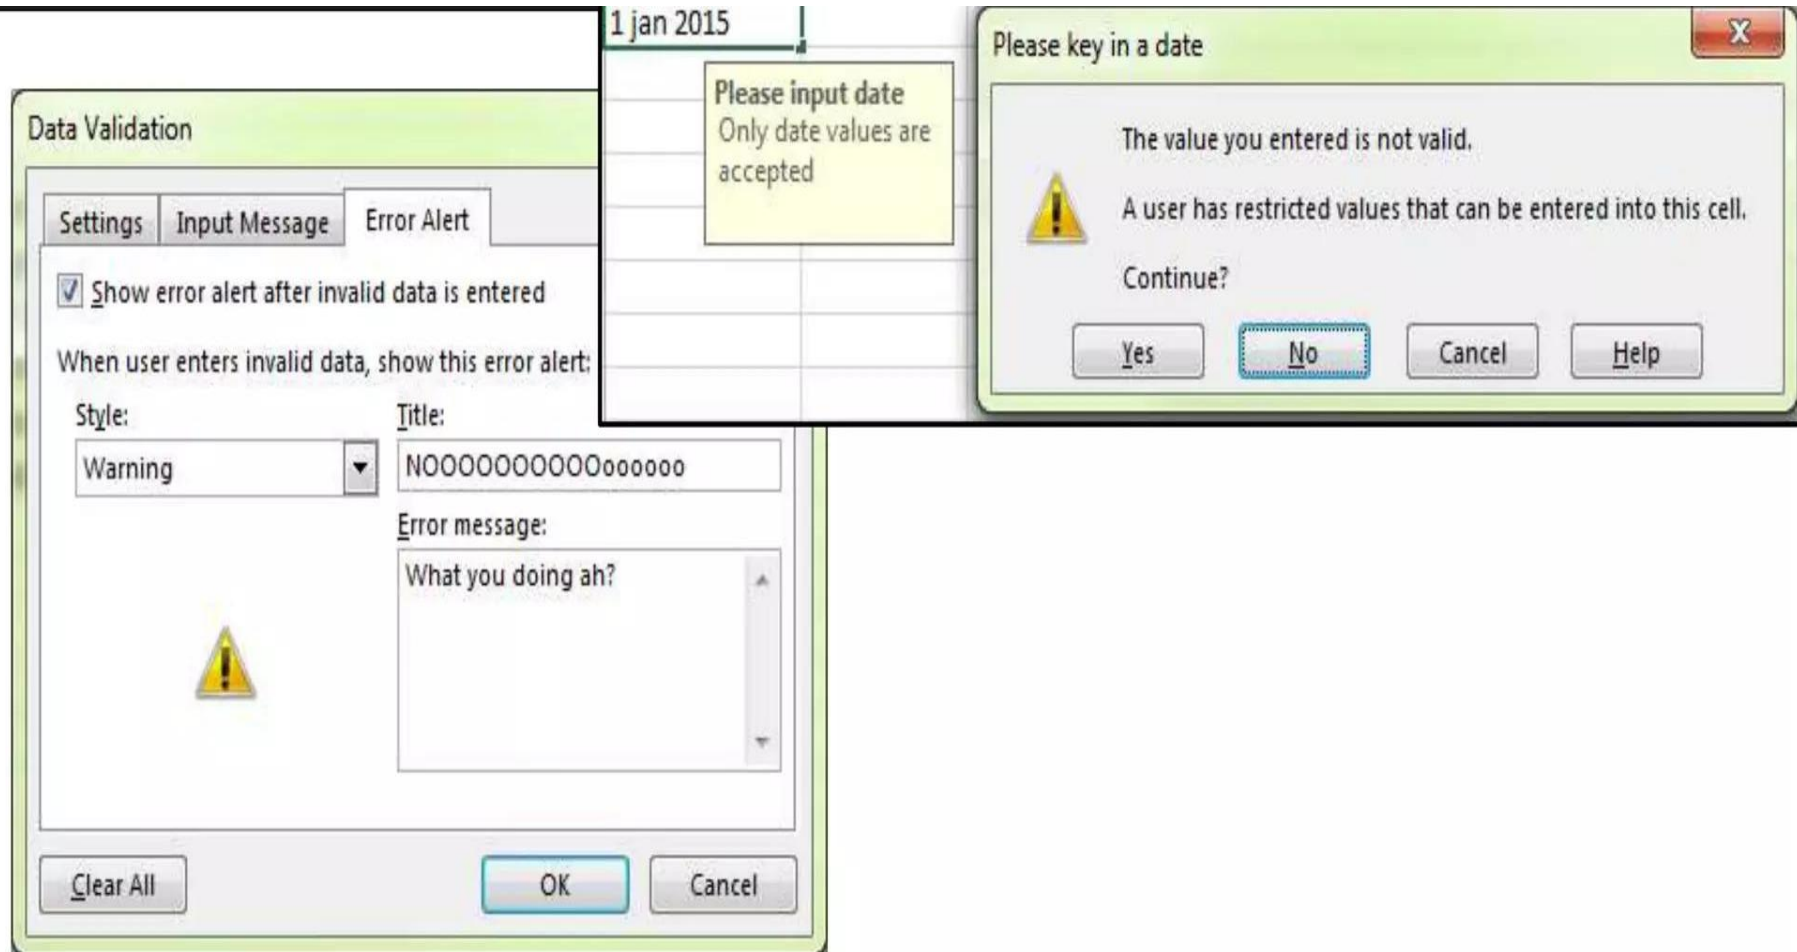 1 jan 2015
Please input date
Only date values are
accepted
Please key in a date
X
The value you entered is not valid.
A user has restricted values that can be entered into this cell.
Continue?
Yes No Cancel Help
Data Validation
Settings Input Message Error Alert
Show error alert after invalid data is entered
When user enters invalid data, show this error alert:
Style: Title:
Warning NOOOOOOOOOOoooooo
Error message:
What you doing ah?
Clear All OK Cancel